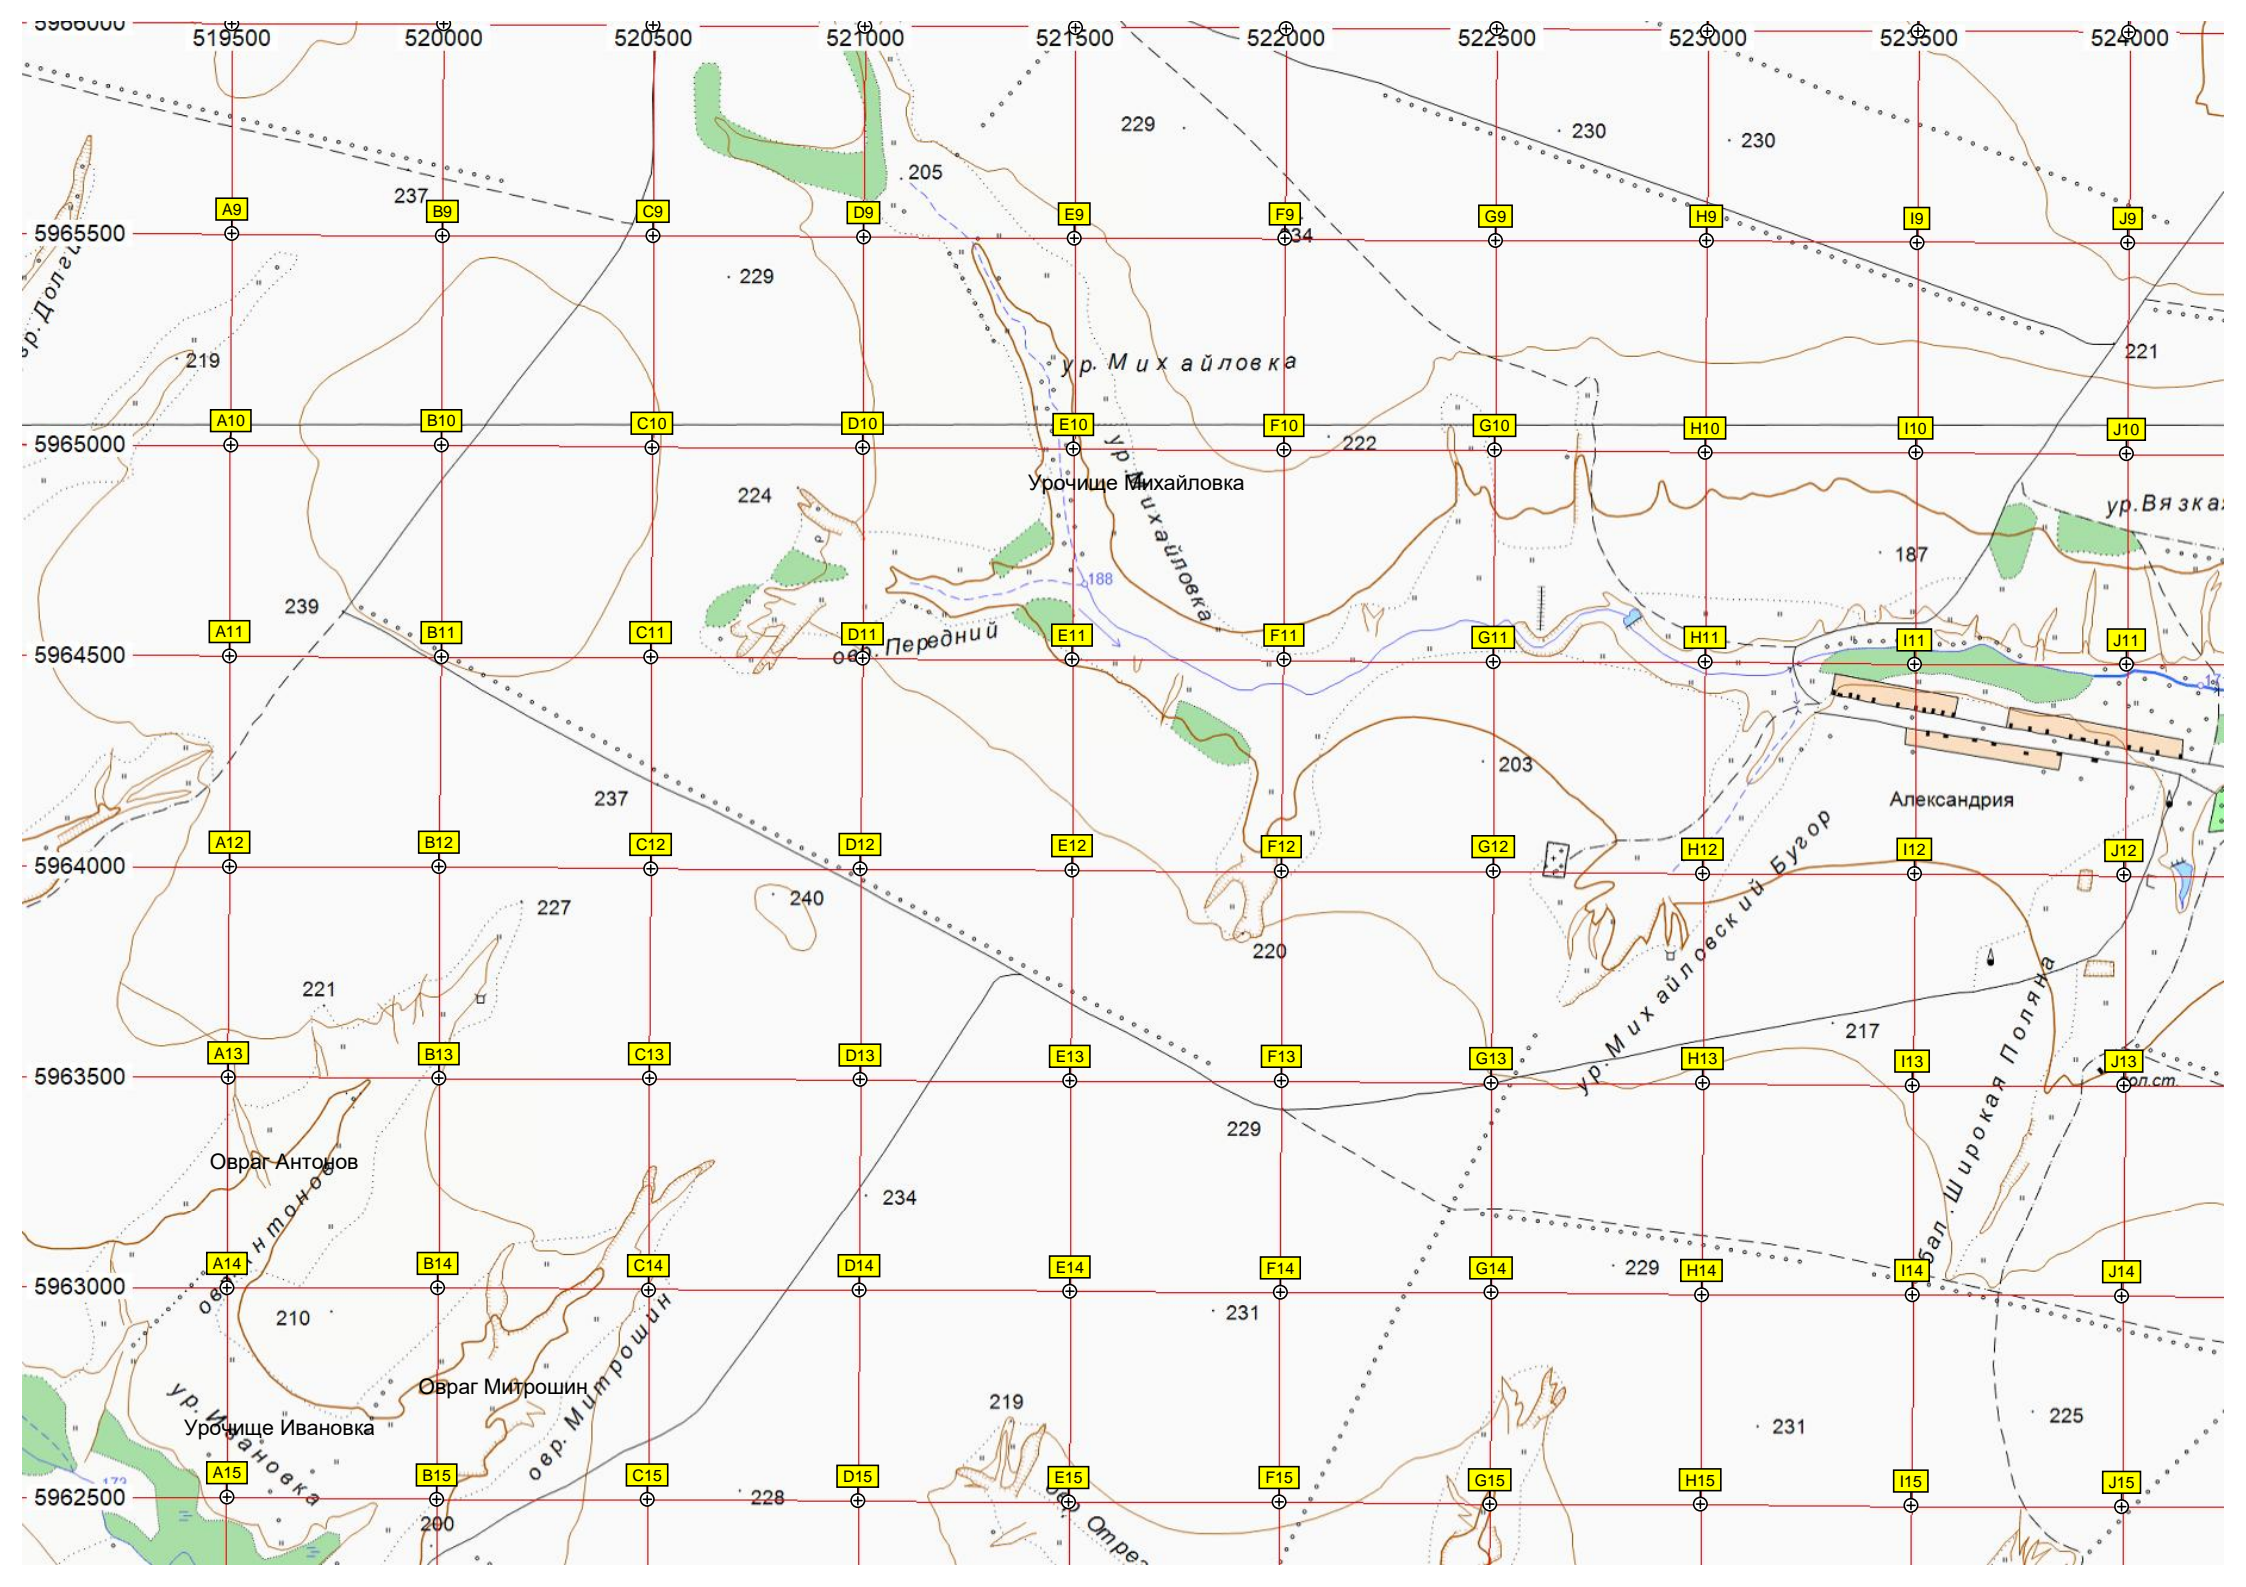 5966000
519500 520000 520500 521000 521500 522000 522500 523000 523500 524000
229 230 230
205
237
A9 B9 C9 D9 E9 F9 G9 H9 I9 J9
5965500
234
229
ур. Михайловка
219
221
A10 B10 C10 D10 E10 F10 G10 H10 I10 J10
5965000
222
ур. Михайловка
Урочище Михайловка
224
187
188
239
A11 B11 C11 D11 E11 F11 G11 H11 I11 J11
5964500
овр. Передний
203
237
Александрия
A12 B12 C12 D12 E12 F12 G12 H12 I12 J12
5964000
240
227
220
221
ур. Михайловский Бугор
217
A13 B13 C13 D13 E13 F13 G13 H13 I13 J13
5963500
229
бал. Широкая Поляна
Овраг Антонов
234
A14 B14 C14 D14 E14 F14 G14 H14 I14 J14
5963000
229
210
231
овр. Митрошин
Овраг Митрошин
219
225
231
ур. Ивановка
Урочище Ивановка
A15 B15 C15 D15 E15 F15 G15 H15 I15 J15
173
5962500
228
200